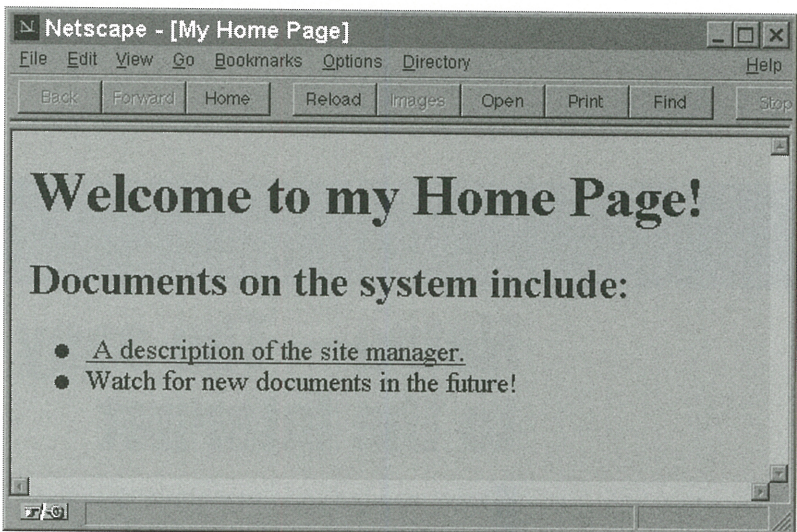 N Netscape - [My Home Page]
File Edit View Go Bookmarks Options Directory Help
Back Forward Home Reload Images Open Print Find Stop
Welcome to my Home Page!
Documents on the system include:
A description of the site manager.
Watch for new documents in the future!